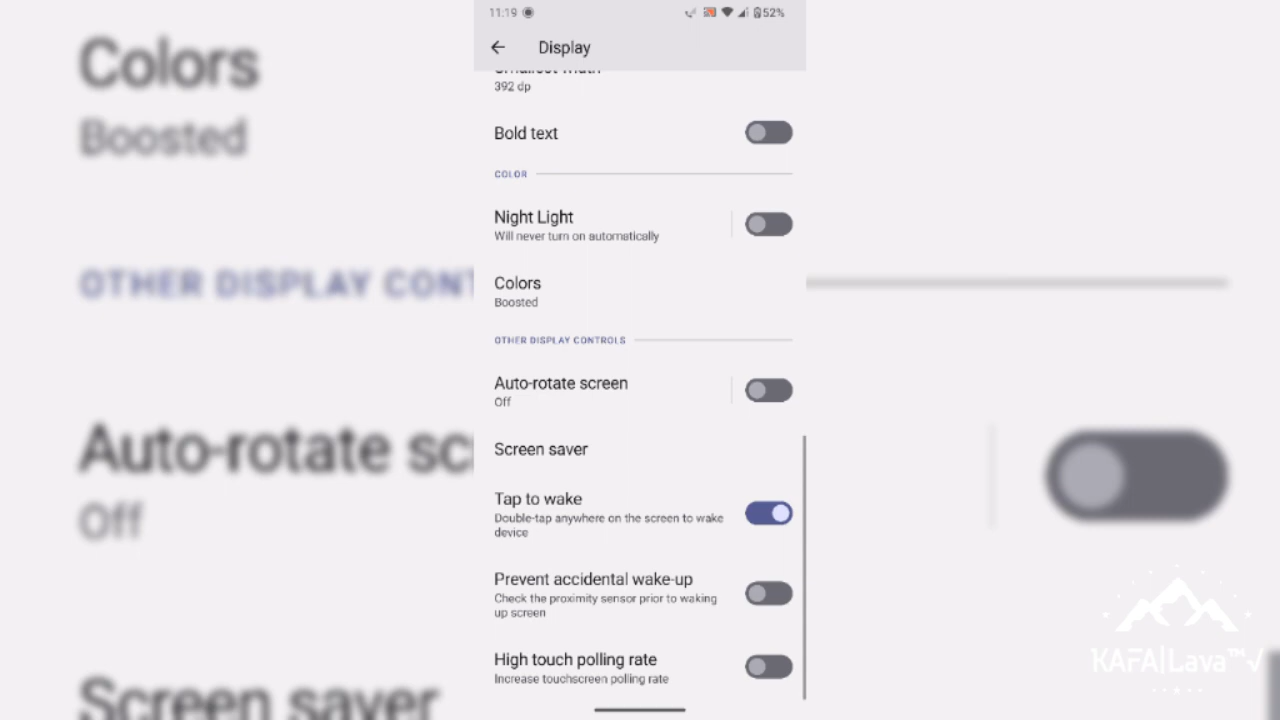 11:19
52%
Display
Smallest width
392 dp
Bold text
COLOR
Night Light
Will never turn on automatically
Colors
Boosted
OTHER DISPLAY CONTROLS
Auto-rotate screen
Off
Screen saver
Tap to wake
Double-tap anywhere on the screen to wake
device
Prevent accidental wake-up
Check the proximity sensor prior to waking
up screen
High touch polling rate
Increase touchscreen polling rate
Colors
Boosted
OTHER DISPLAY CONT
Auto-rotate sc
Off
Screen saver
KAFA|Lava™√